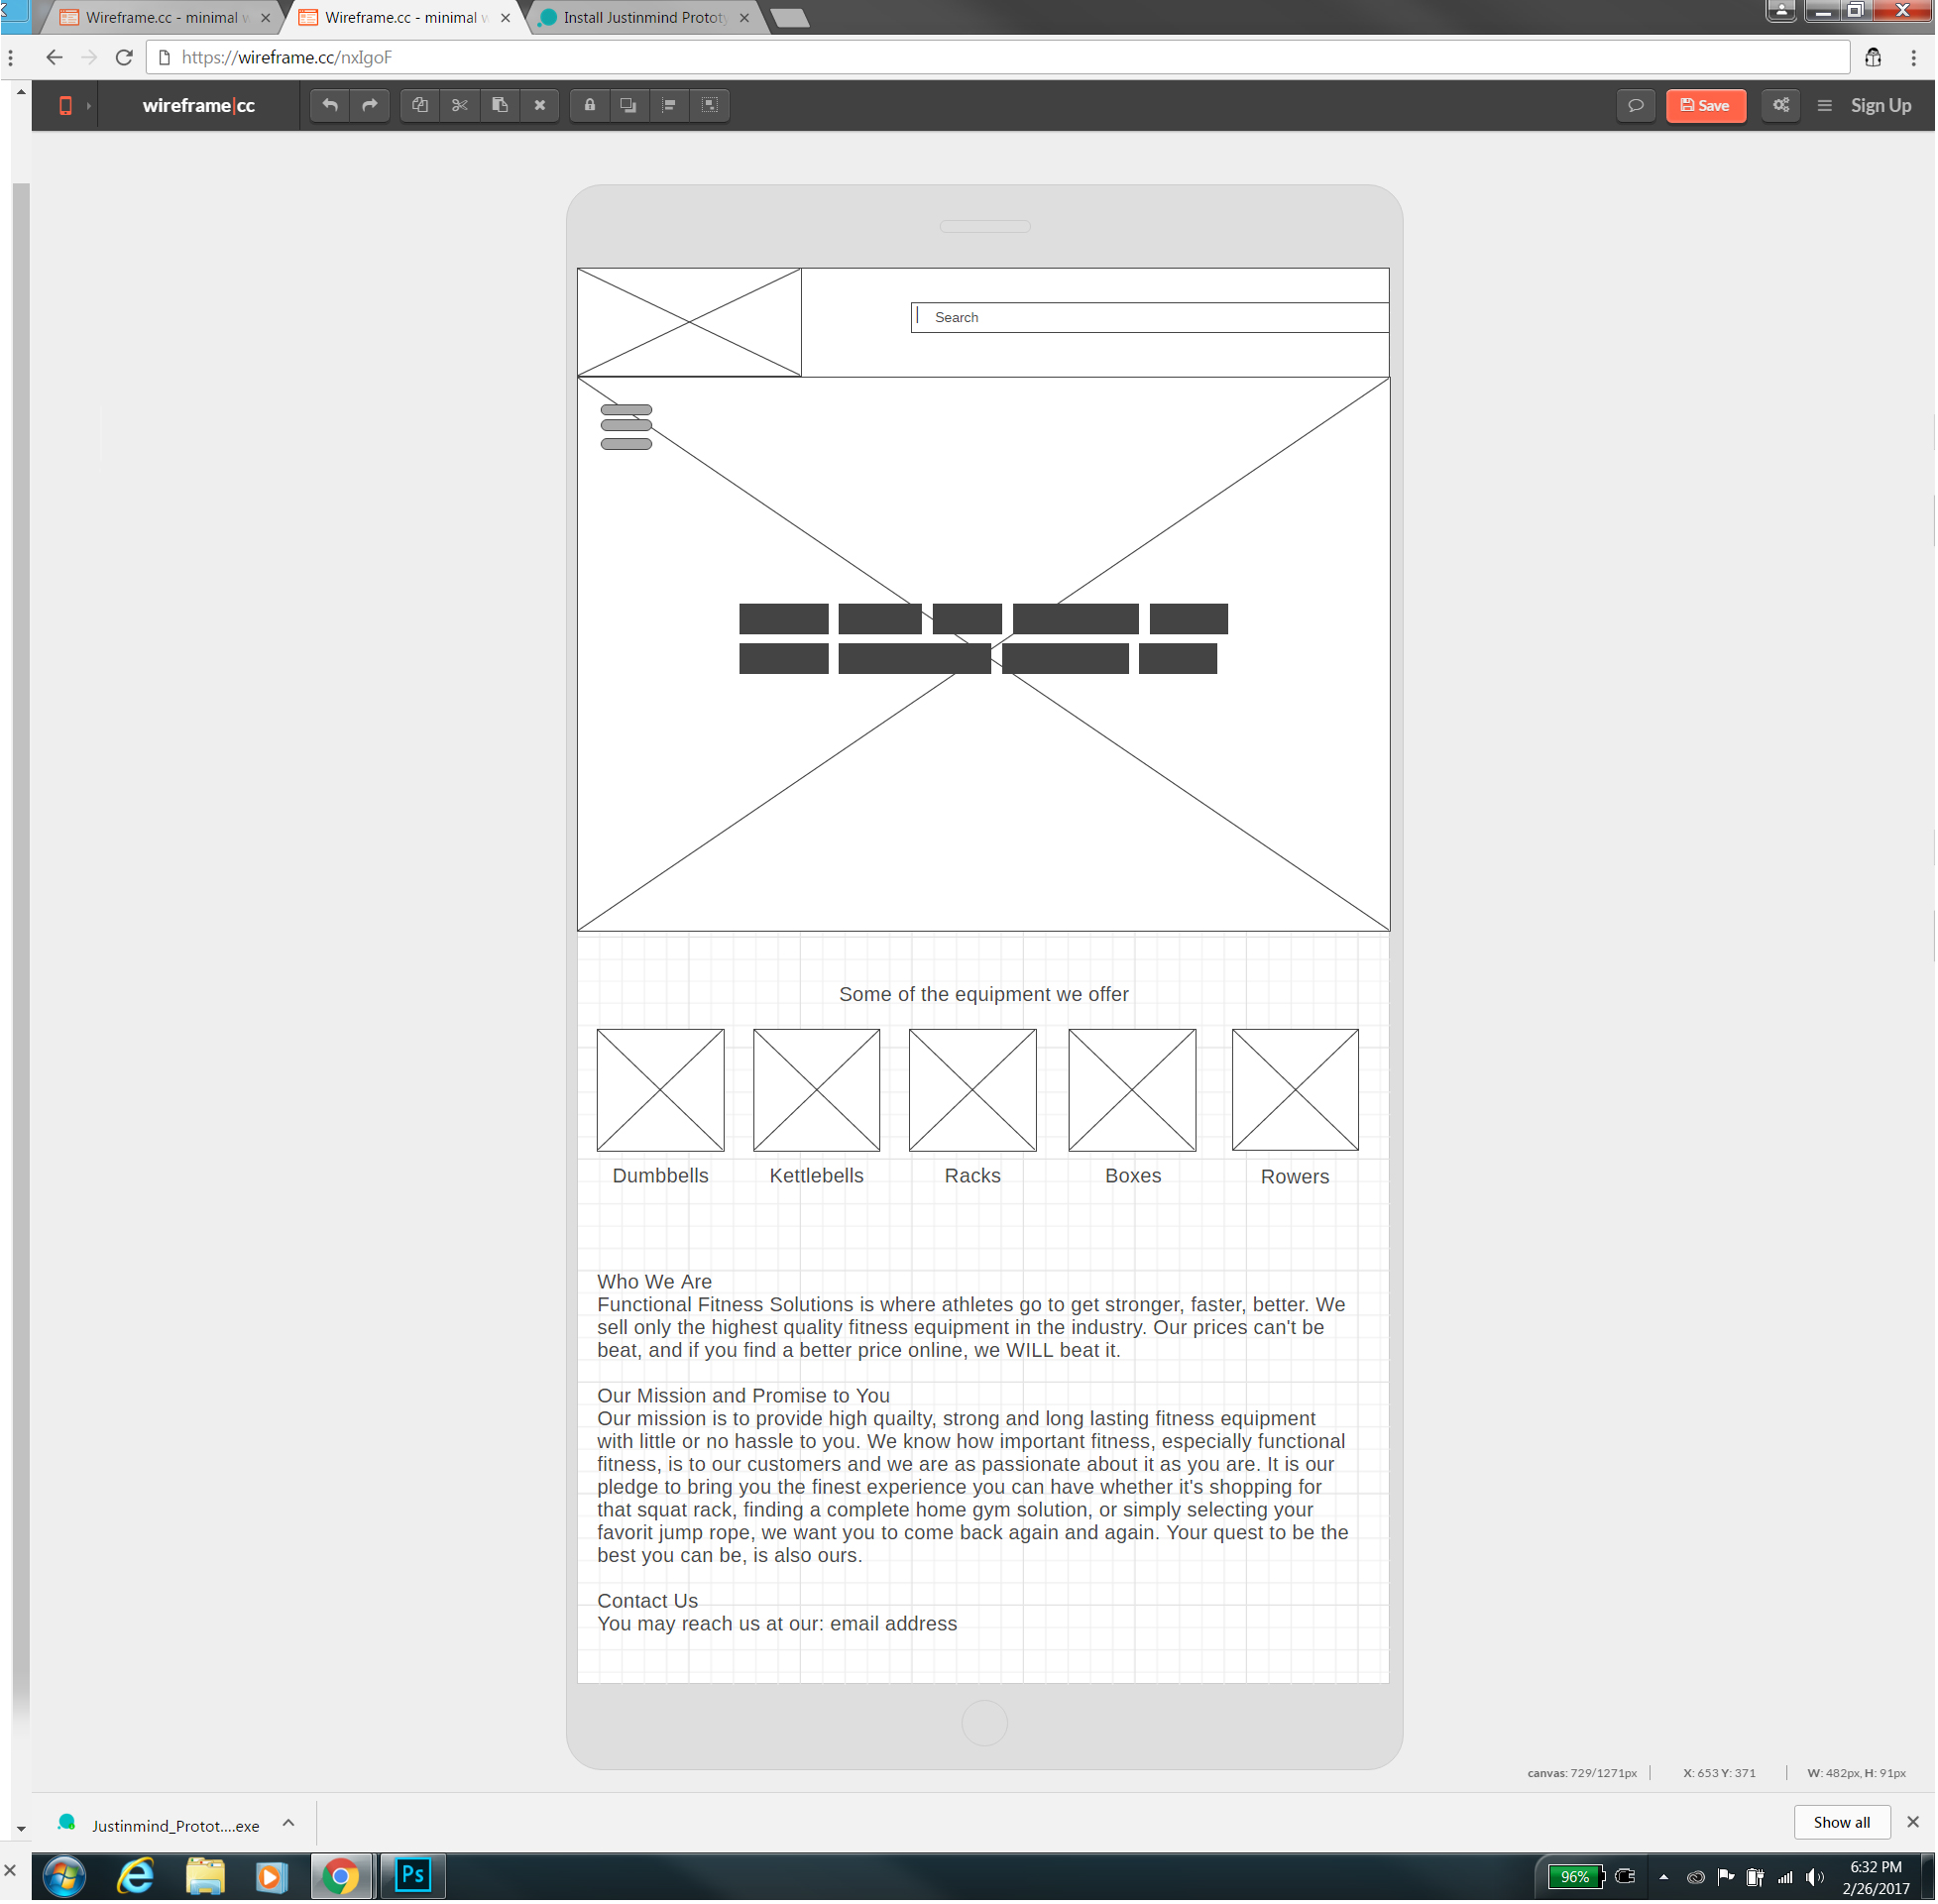 Wireframe.cc - minimal w
Wireframe.cc - minimal w
Install Justinmind Prototy
https://wireframe.cc/nxIgoF
wireframe|cc
Save
Sign Up
Search
Some of the equipment we offer
Dumbbells
Kettlebells
Racks
Boxes
Rowers
Who We Are
Functional Fitness Solutions is where athletes go to get stronger, faster, better. We
sell only the highest quality fitness equipment in the industry. Our prices can't be
beat, and if you find a better price online, we WILL beat it.
Our Mission and Promise to You
Our mission is to provide high quailty, strong and long lasting fitness equipment
with little or no hassle to you. We know how important fitness, especially functional
fitness, is to our customers and we are as passionate about it as you are. It is our
pledge to bring you the finest experience you can have whether it's shopping for
that squat rack, finding a complete home gym solution, or simply selecting your
favorit jump rope, we want you to come back again and again. Your quest to be the
best you can be, is also ours.
Contact Us
You may reach us at our: email address
canvas: 729/1271px
X: 653 Y: 371
W: 482px, H: 91px
Justinmind_Protot....exe
Show all
Ps
96%
6:32 PM
2/26/2017